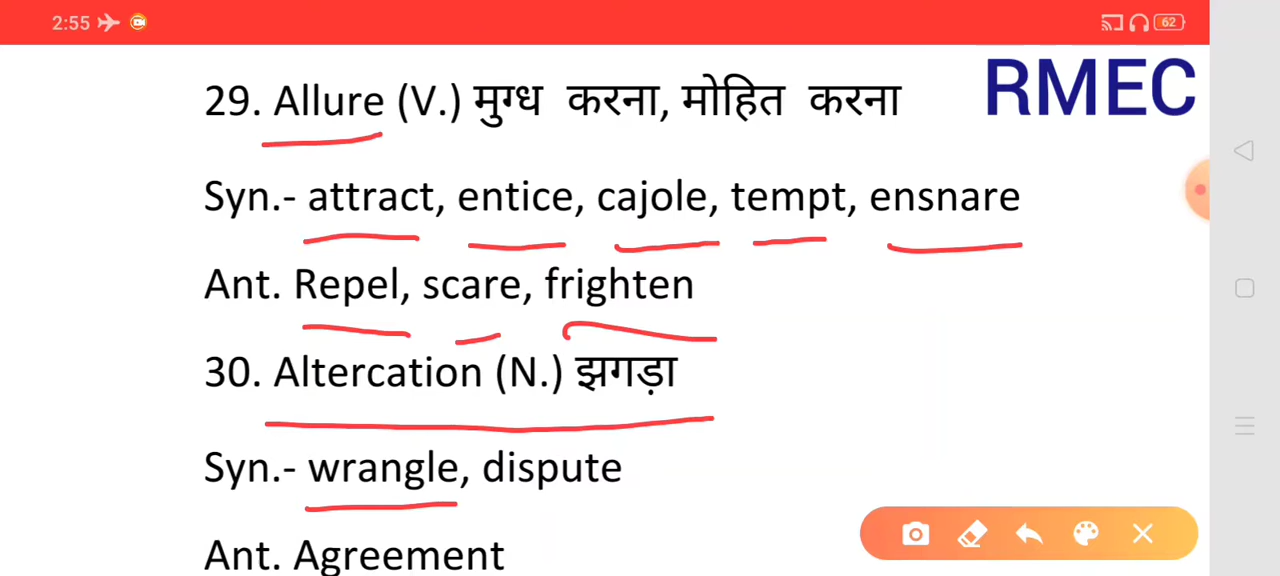 2:55 62
RMEC
29. Allure (V.) मुग्ध करना, मोहित करना
Syn.- attract, entice, cajole, tempt, ensnare
Ant. Repel, scare, frighten
30. Altercation (N.) झगड़ा
Syn.- wrangle, dispute
Ant. Agreement